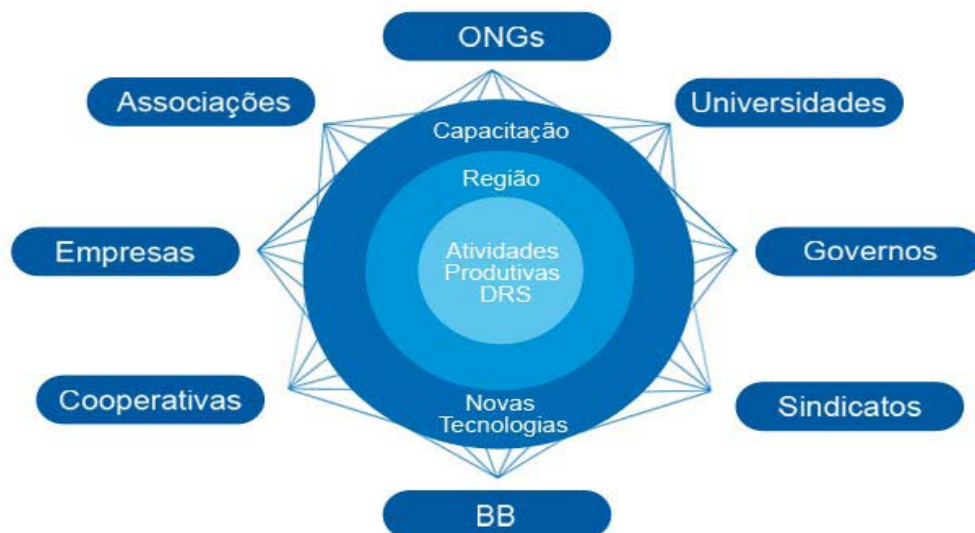 ONGs
Associações
Universidades
Capacitação
Região
Atividades
Produtivas
DRS
Empresas
Governos
Cooperativas
Novas
Tecnologias
Sindicatos
BB